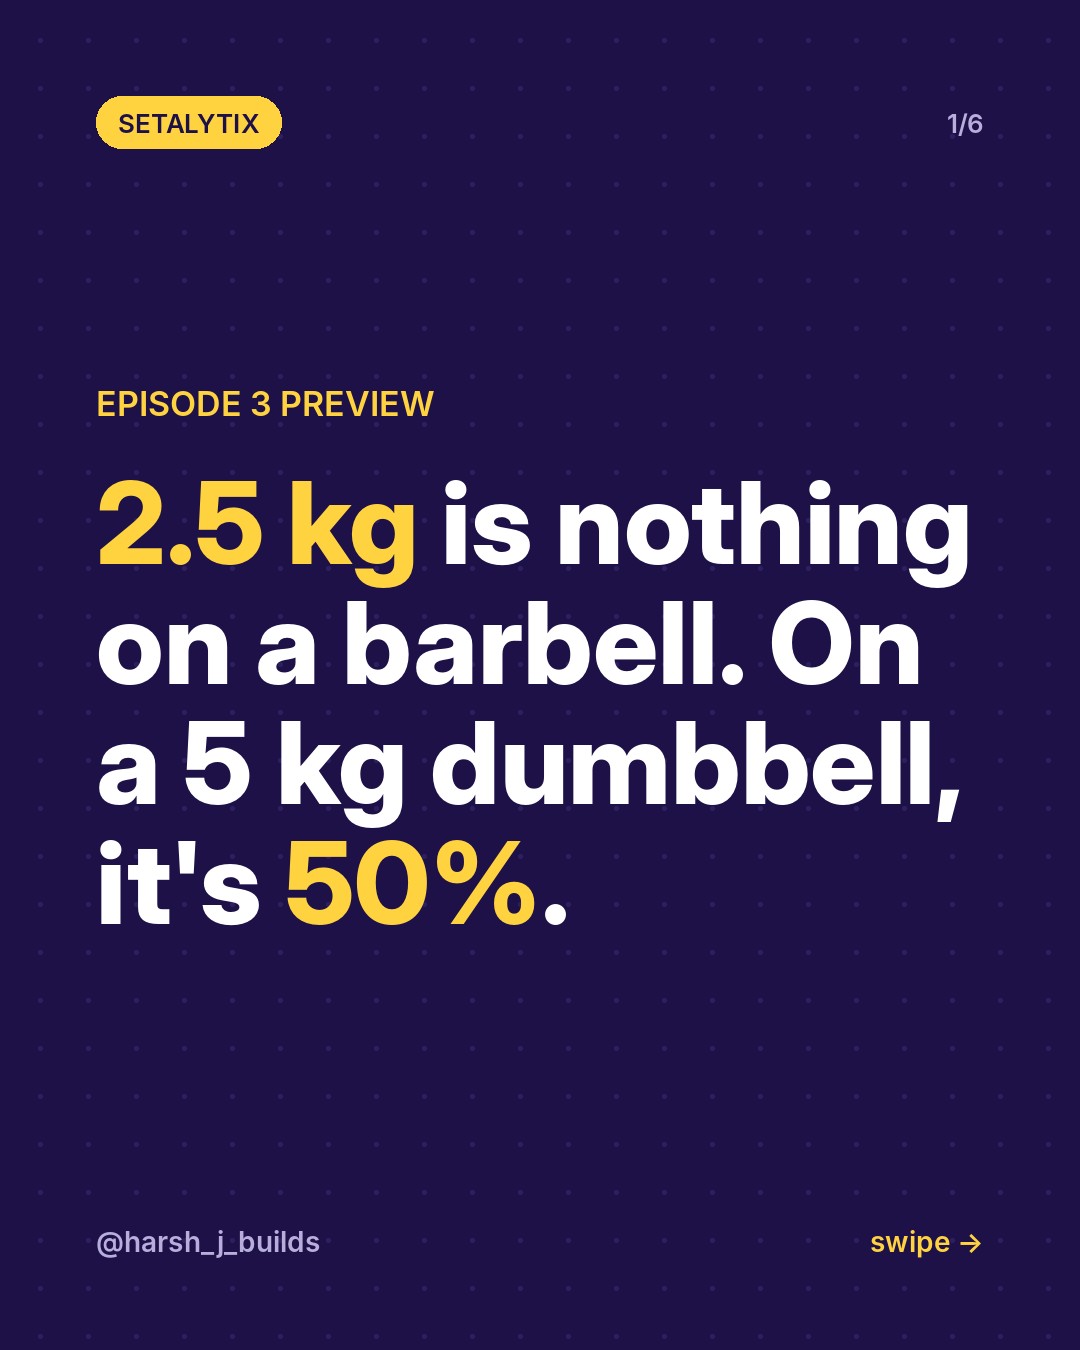 SETALYTIX
1/6
EPISODE 3 PREVIEW
2.5 kg is nothing
on a barbell. On
a 5 kg dumbbell,
it's 50%.
@harsh_j_builds
swipe →